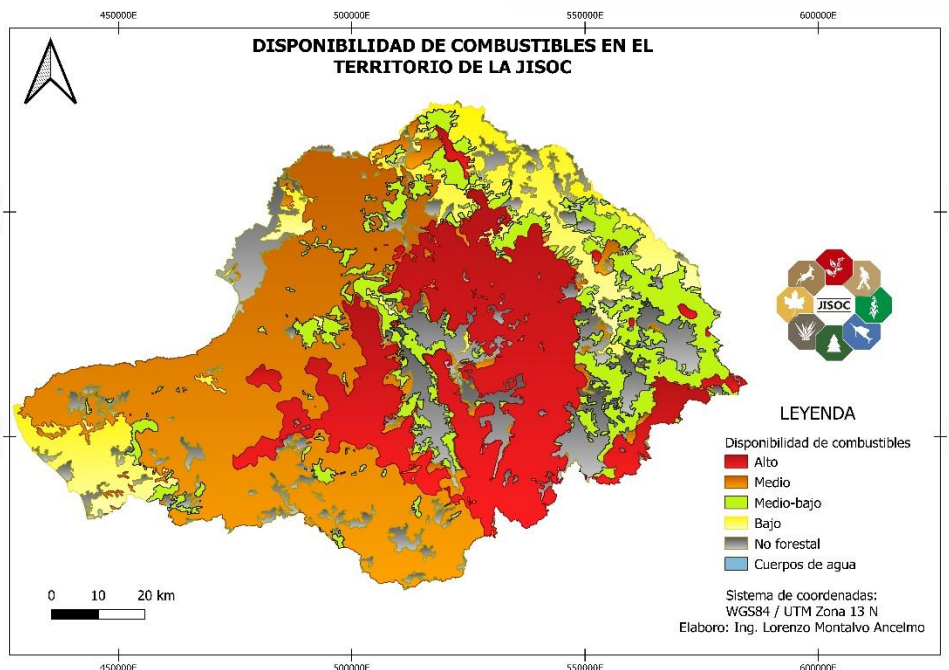 450000E 500000E 550000E 600000E
DISPONIBILIDAD DE COMBUSTIBLES EN EL
TERRITORIO DE LA JISOC
JISOC
LEYENDA
Disponibilidad de combustibles
Alto
Medio
Medio-bajo
Bajo
No forestal
Cuerpos de agua
0 10 20 km
Sistema de coordenadas:
WGS84 / UTM Zona 13 N
Elaboro: Ing. Lorenzo Montalvo Ancelmo
450000E 500000E 550000E 600000E